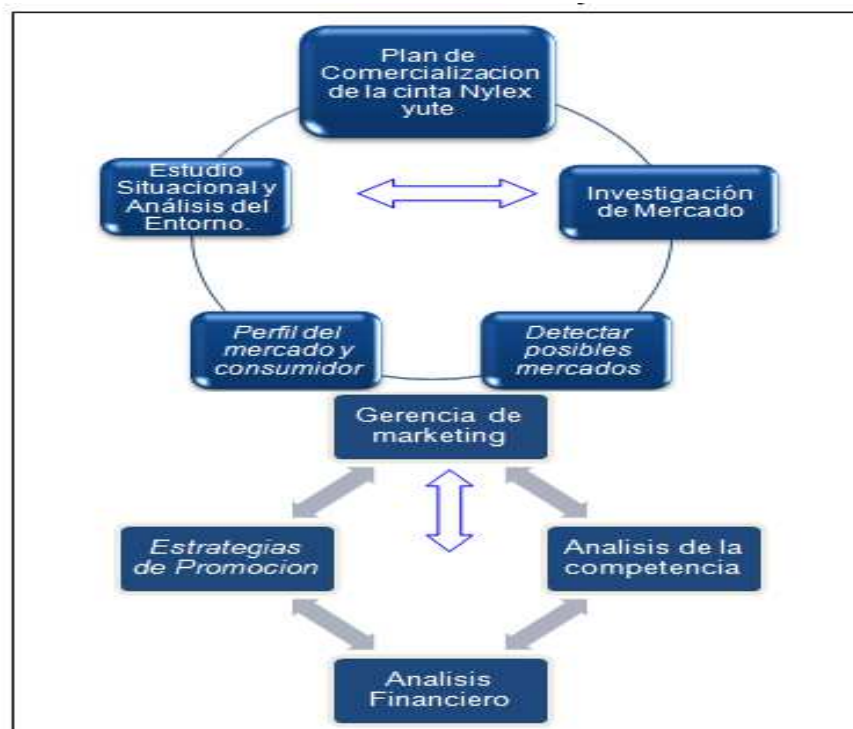 Plan de
Comercializacion
de la cinta Nylex
yute
Estudio
Situacional y
Análisis del
Entorno.
Investigación
de Mercado
Perfil del
mercado y
consumidor
Detectar
posibles
mercados
Gerencia de
marketing
Estrategias
de Promocion
Analisis de la
competencia
Analisis
Financiero